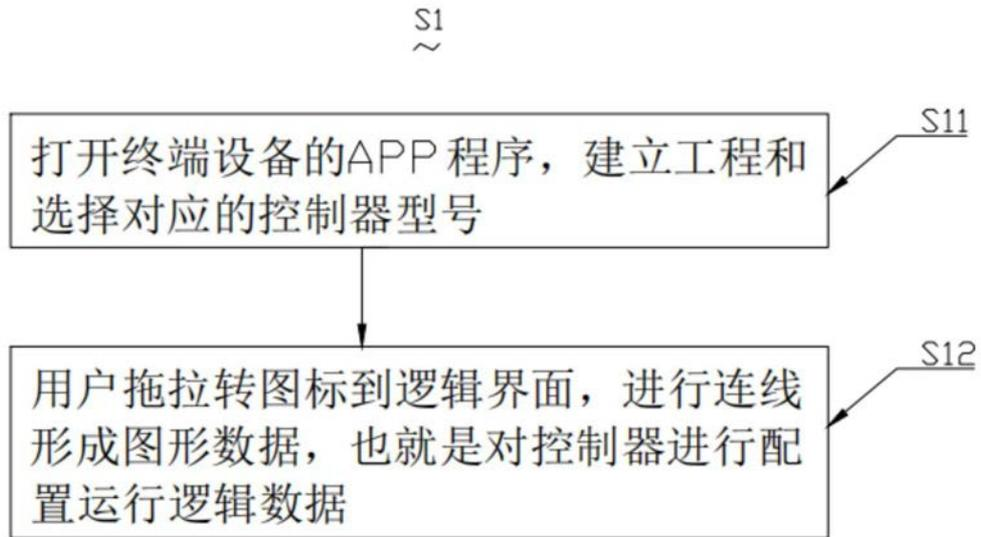 S1
S11
打开终端设备的APP程序，建立工程和
选择对应的控制器型号
S12
用户拖拉转图标到逻辑界面，进行连线
形成图形数据，也就是对控制器进行配
置运行逻辑数据